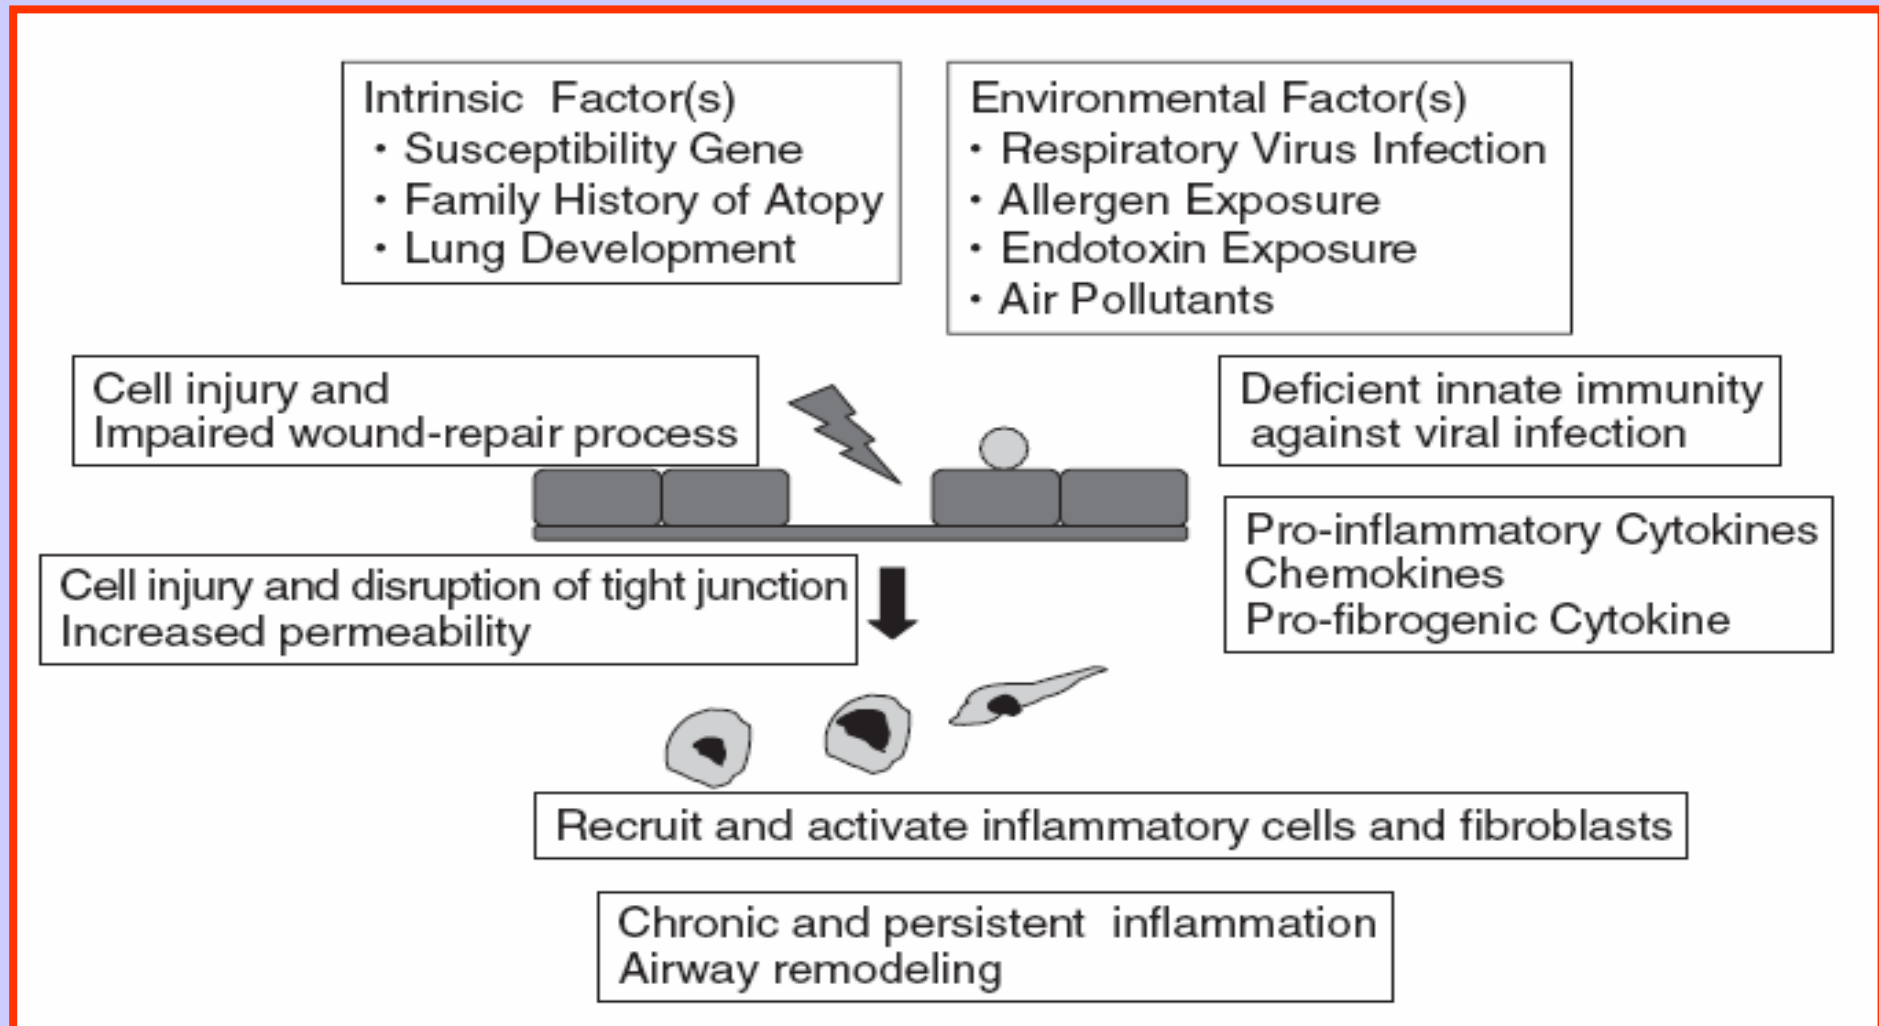 Intrinsic Factor(s)
・Susceptibility Gene
・Family History of Atopy
・Lung Development
Environmental Factor(s)
・Respiratory Virus Infection
・Allergen Exposure
・Endotoxin Exposure
・Air Pollutants
Cell injury and
Impaired wound-repair process
Deficient innate immunity
against viral infection
Pro-inflammatory Cytokines
Chemokines
Pro-fibrogenic Cytokine
Cell injury and disruption of tight junction
Increased permeability
Recruit and activate inflammatory cells and fibroblasts
Chronic and persistent inflammation
Airway remodeling